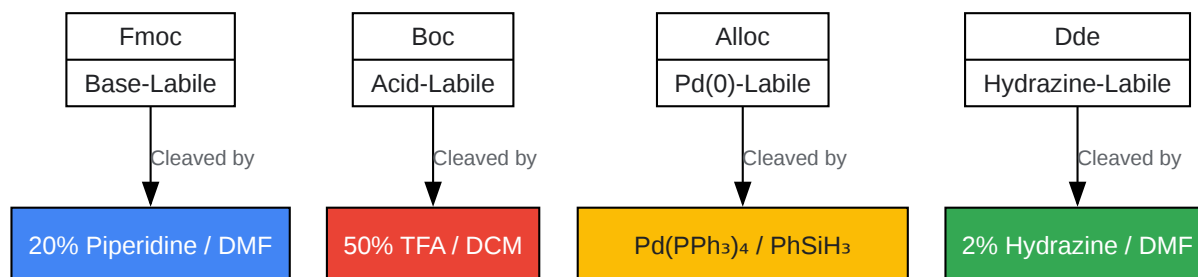 Fmoc
Base-Labile
Boc
Acid-Labile
Alloc
Pd(0)-Labile
Dde
Hydrazine-Labile
Cleaved by
Cleaved by
Cleaved by
Cleaved by
20% Piperidine / DMF
50% TFA / DCM
Pd(PPh₃)₄ / PhSiH₃
2% Hydrazine / DMF